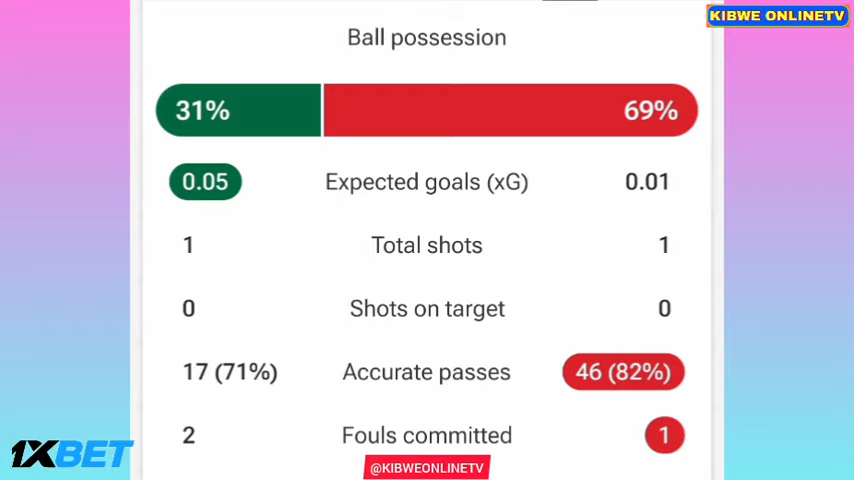 KIBWE ONLINETV
Ball possession
31% 69%
0.05 Expected goals (xG) 0.01
1 Total shots 1
0 Shots on target 0
17 (71%) Accurate passes 46 (82%)
2 Fouls committed 1
1XBET
@KIBWEONLINETV